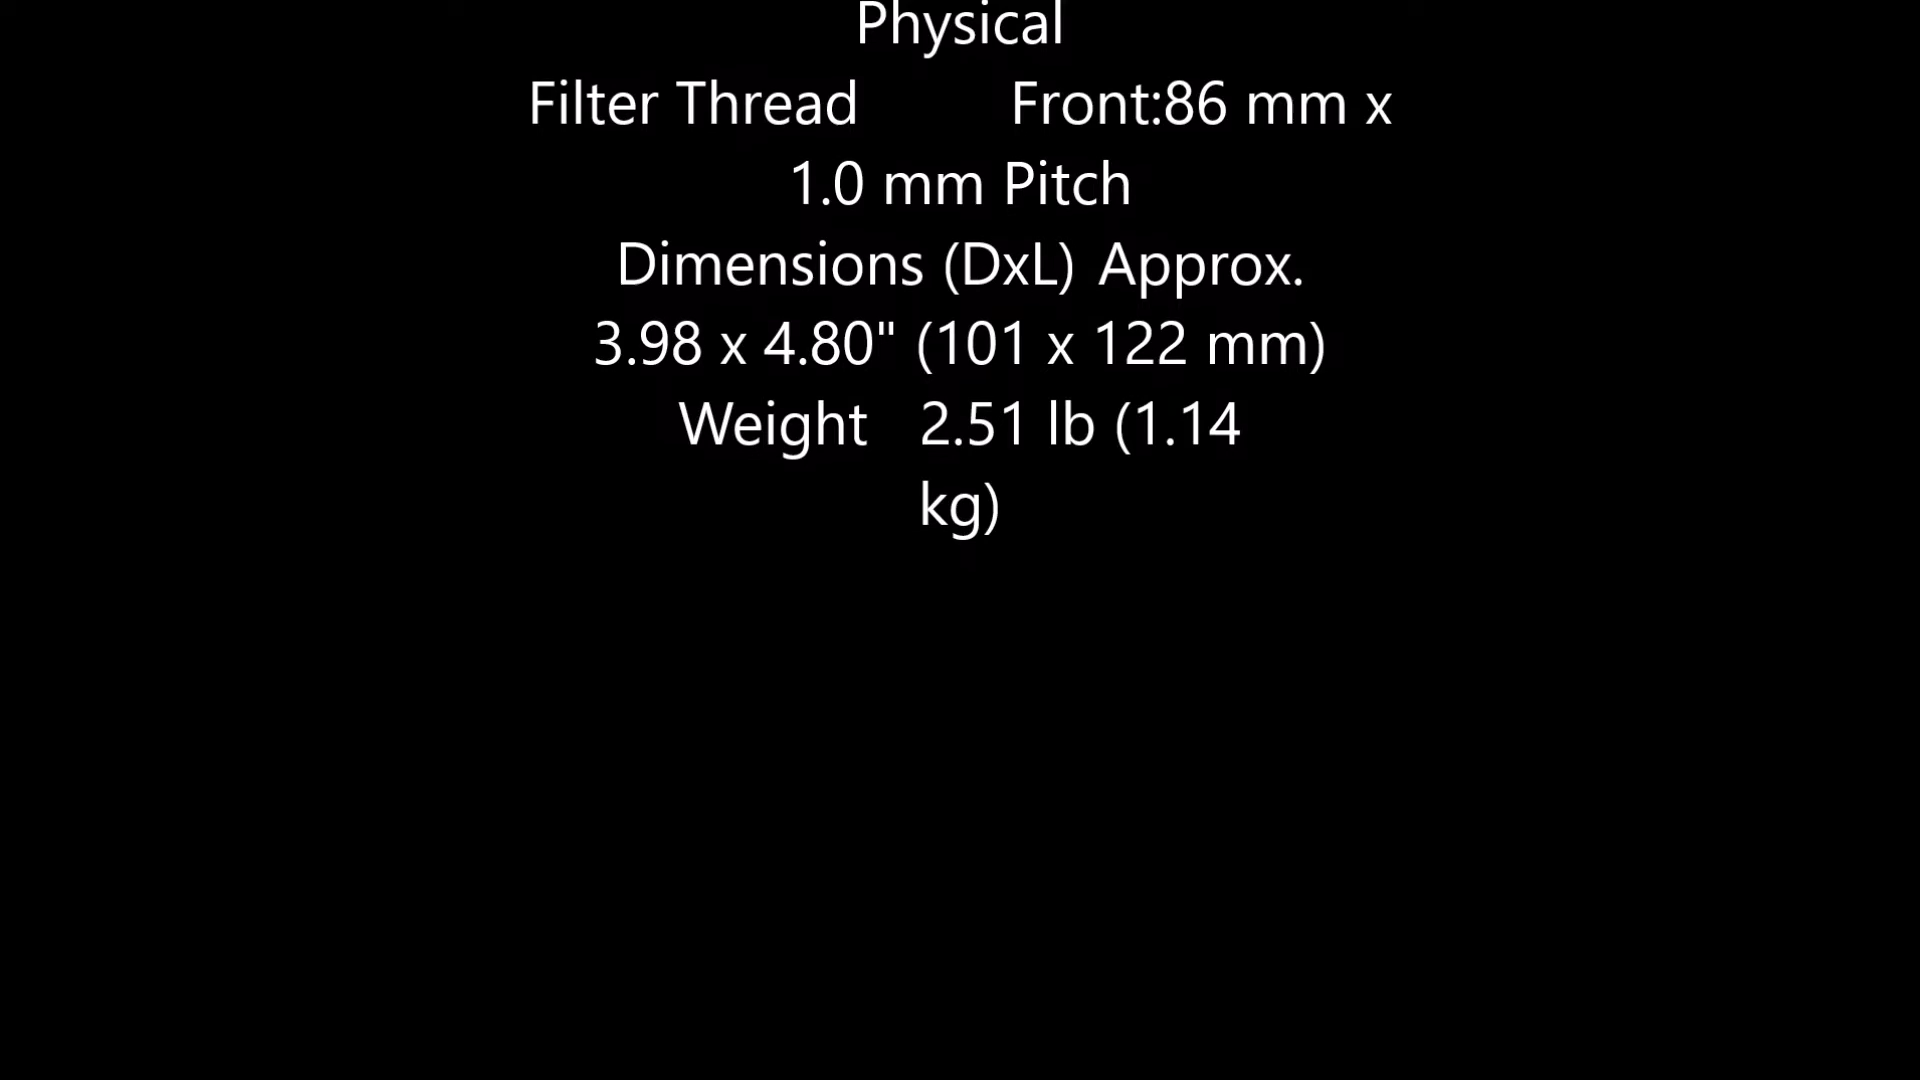 Physical
Filter Thread Front:86 mm x
1.0 mm Pitch
Dimensions (DxL) Approx.
3.98 x 4.80" (101 x 122 mm)
Weight 2.51 lb (1.14
kg)